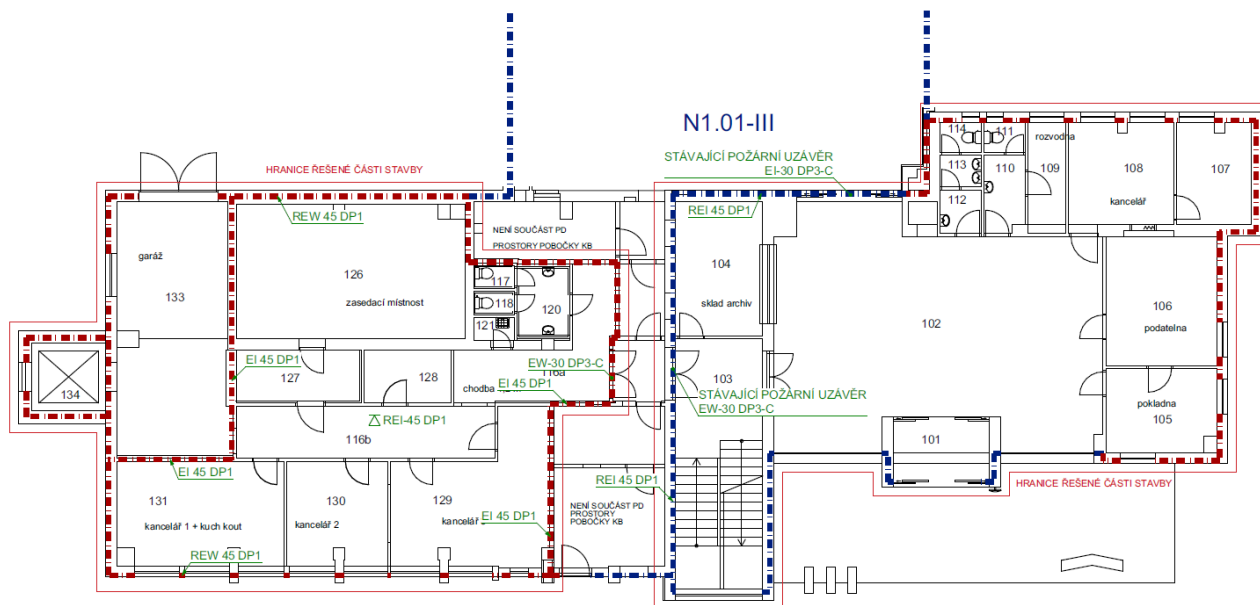 N1.01-III
STÁVAJÍCÍ POŽÁRNÍ UZÁVĚR
EI-30 DP3-C
HRANICE ŘEŠENÉ ČÁSTI STAVBY
REW 45 DP1
REI 45 DP1
114
111
rozvodna
113
110
109
108
107
112
kancelář
NENÍ SOUČÁST PD
PROSTORY POBOČKY KB
garáž
133
126
zasedací místnost
117
118
120
121
104
sklad archiv
102
106
podatelna
EI 45 DP1
127
128
chodba
116a
EW-30 DP3-C
EI 45 DP1
103
STÁVAJÍCÍ POŽÁRNÍ UZÁVĚR
EW-30 DP3-C
134
116b
REI-45 DP1
pokladna
105
101
EI 45 DP1
131
130
129
kancelář 1 + kuch kout
kancelář 2
kancelář
EI 45 DP1
REI 45 DP1
NENÍ SOUČÁST PD
PROSTORY
POBOČKY KB
HRANICE ŘEŠENÉ ČÁSTI STAVBY
REW 45 DP1